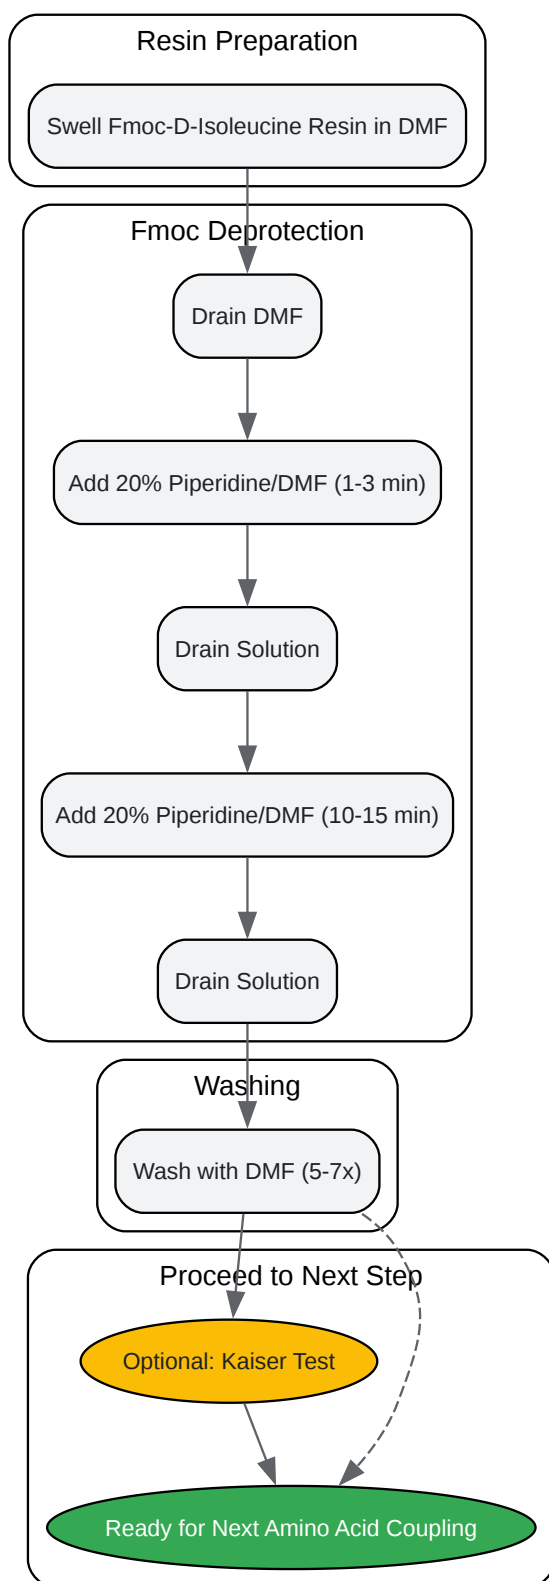 Resin Preparation
Swell Fmoc-D-Isoleucine Resin in DMF
Fmoc Deprotection
Drain DMF
Add 20% Piperidine/DMF (1-3 min)
Drain Solution
Add 20% Piperidine/DMF (10-15 min)
Drain Solution
Washing
Wash with DMF (5-7x)
Proceed to Next Step
Optional: Kaiser Test
Ready for Next Amino Acid Coupling